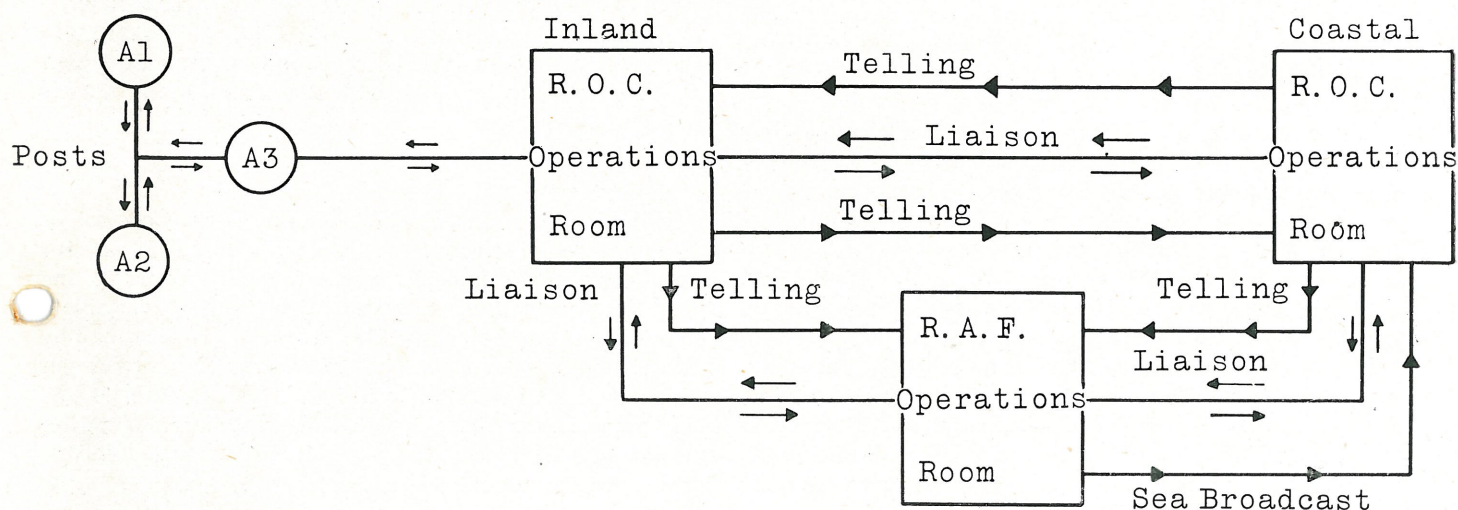 Inland
Coastal
A1
R.O.C.
Telling
R.O.C.
Posts
A3
Operations
Liaison
Operations
A2
Room
Telling
Room
Liaison
Telling
Telling
R.A.F.
Liaison
Operations
Room
Sea Broadcast